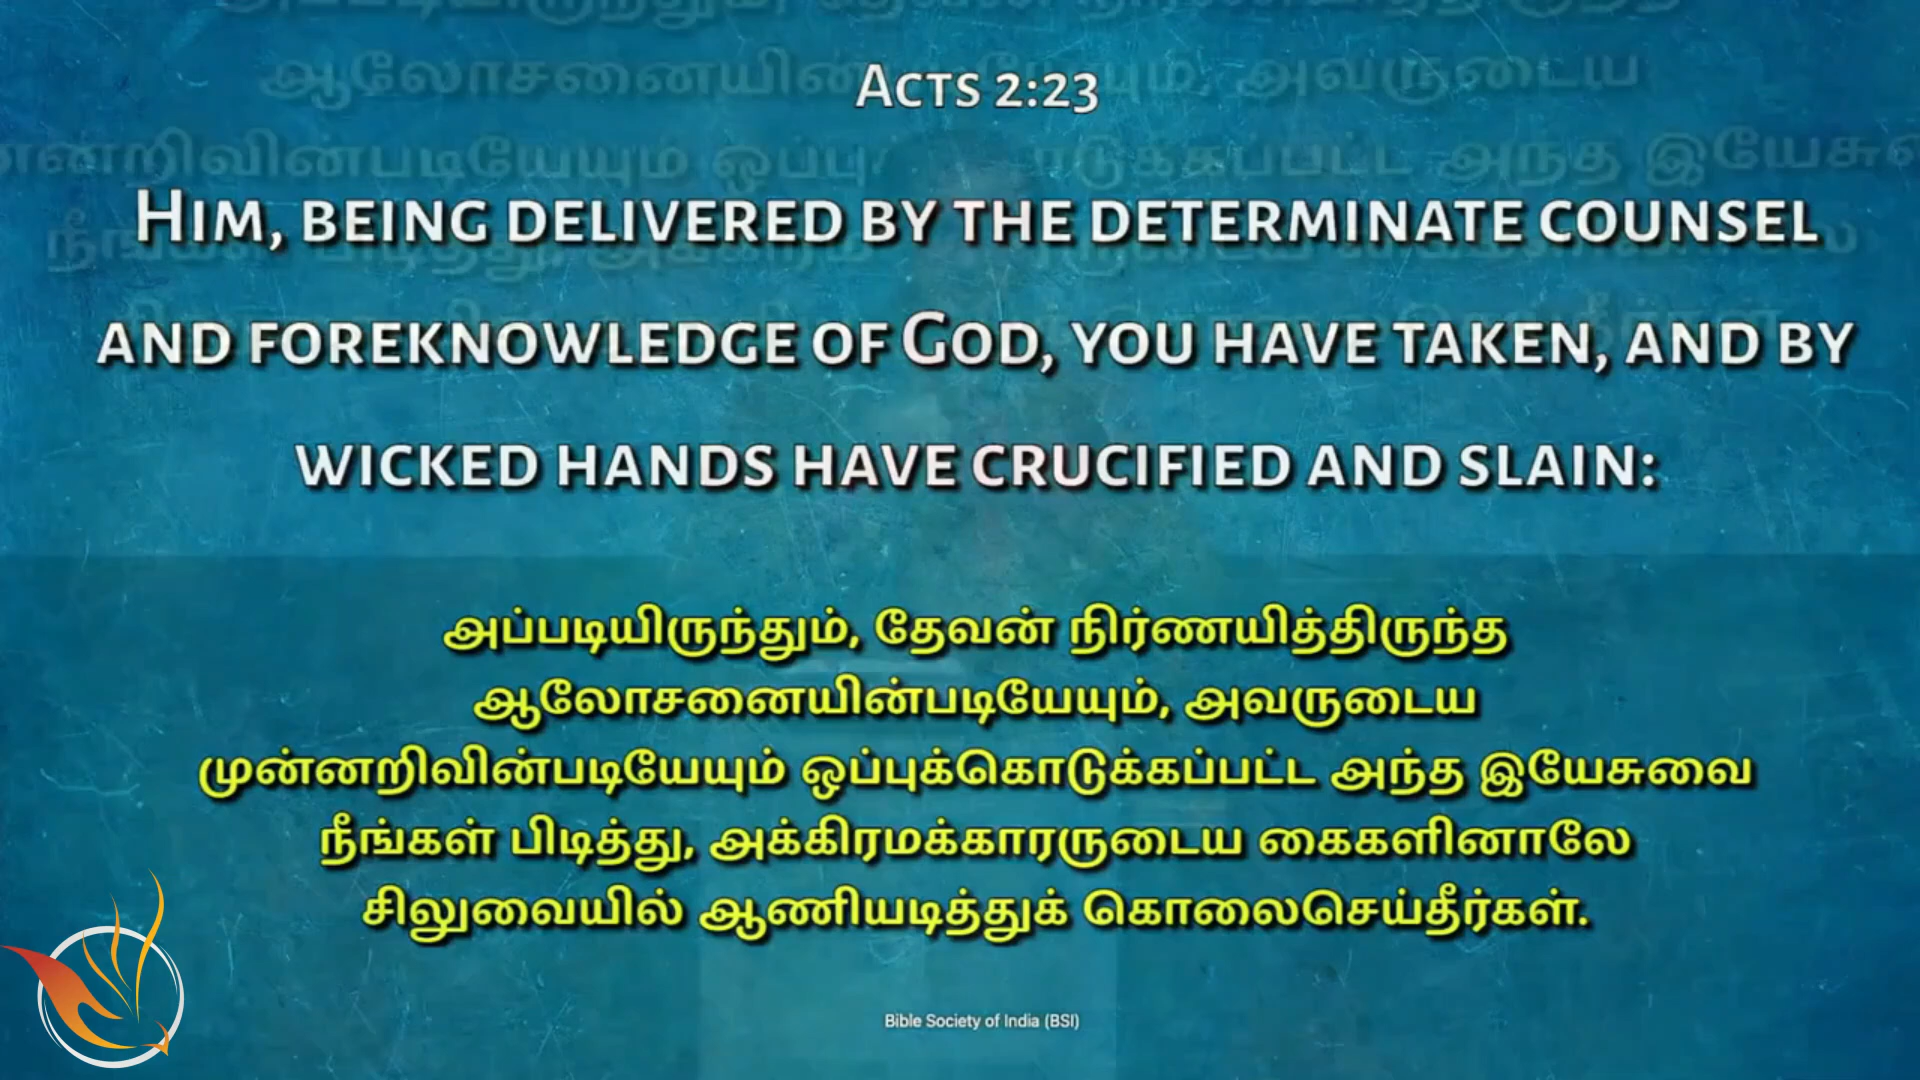 Acts 2:23
Him, being delivered by the determinate counsel
and foreknowledge of God, you have taken, and by
wicked hands have crucified and slain:
அப்படியிருந்தும், தேவன் நிர்ணயித்திருந்த
ஆலோசனையின்படியேயும், அவருடைய
முன்னறிவின்படியேயும் ஒப்புக்கொடுக்கப்பட்ட அந்த இயேசுவை
நீங்கள் பிடித்து, அக்கிரமக்காரருடைய கைகளினாலே
சிலுவையில் ஆணியடித்துக் கொலைசெய்தீர்கள்.
Bible Society of India (BSI)